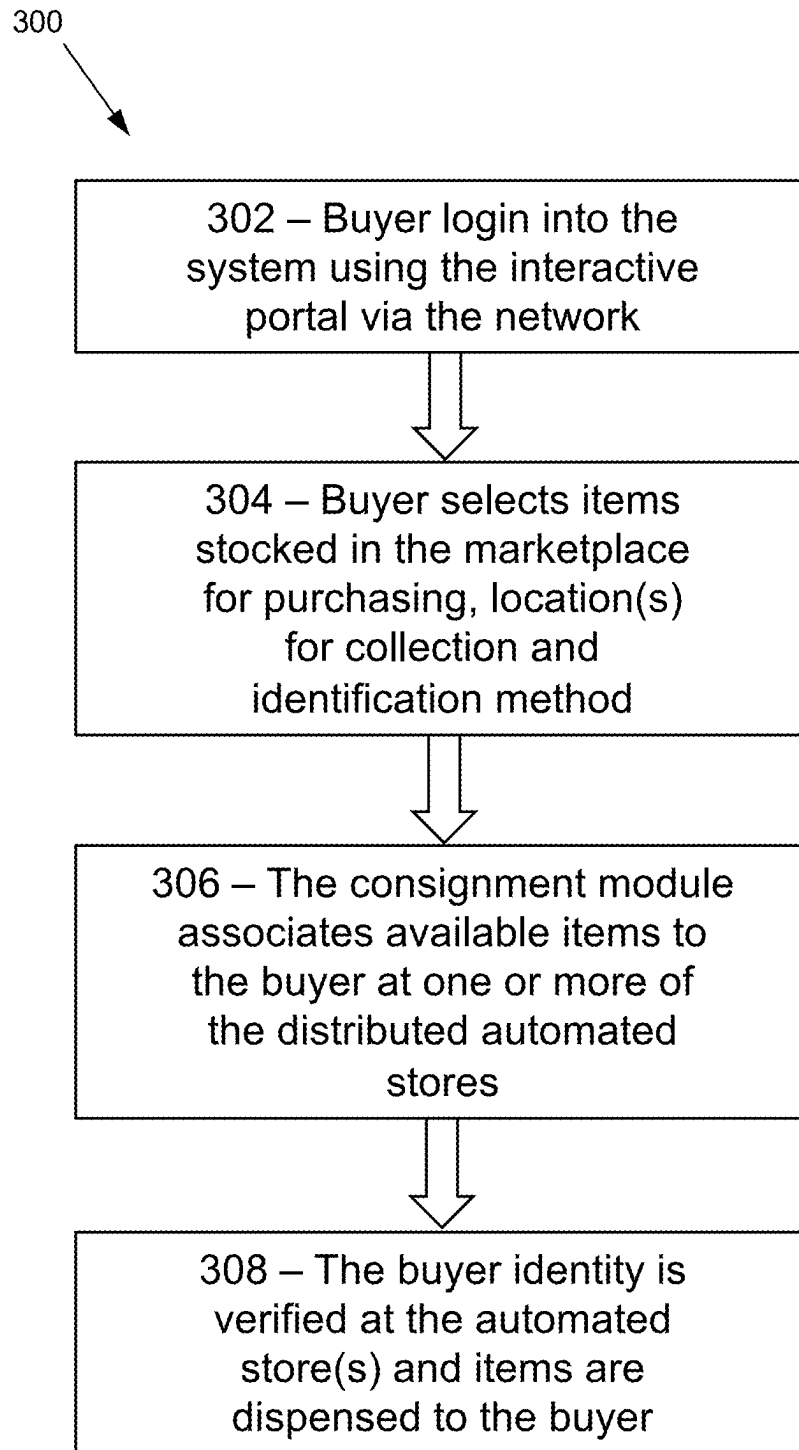 300
302 – Buyer login into the
system using the interactive
portal via the network
304 – Buyer selects items
stocked in the marketplace
for purchasing, location(s)
for collection and
identification method
306 – The consignment module
associates available items to
the buyer at one or more of
the distributed automated
stores
308 – The buyer identity is
verified at the automated
store(s) and items are
dispensed to the buyer